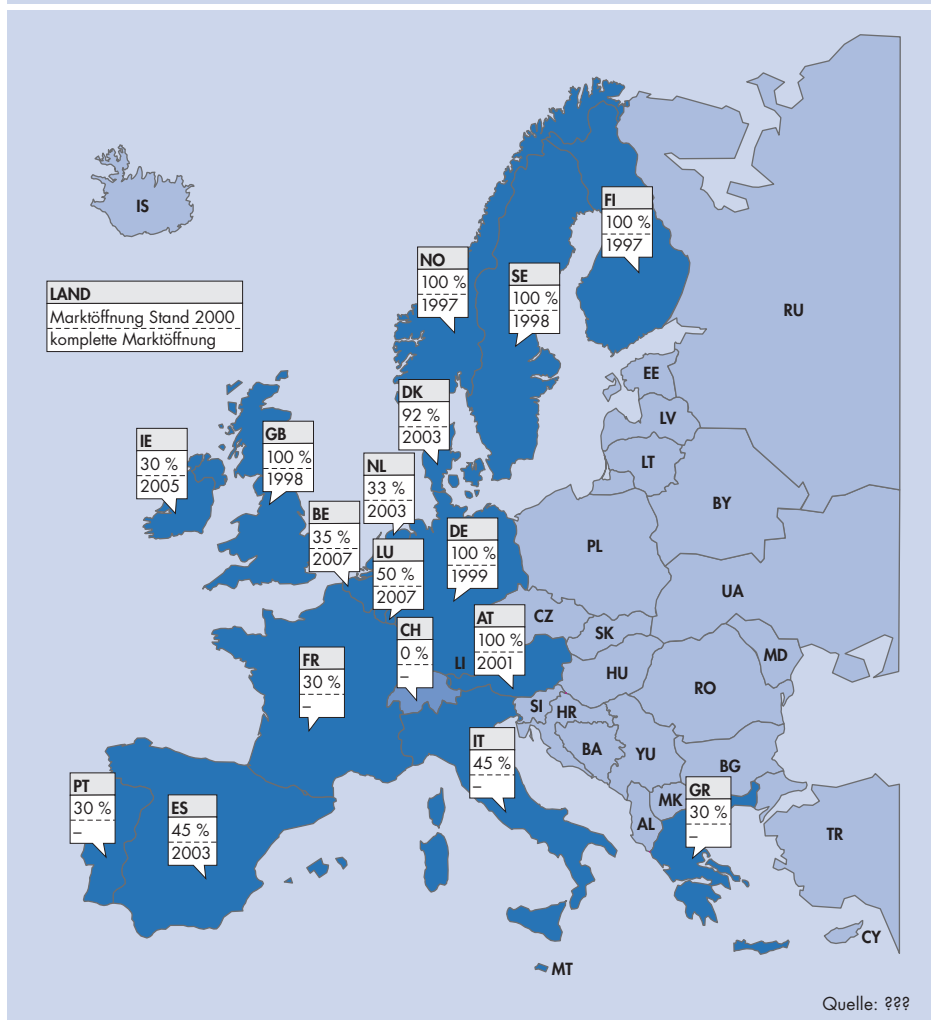 IS
LAND
Marktöffnung Stand 2000
komplette Marktöffnung
FI
100 %
1997
NO
100 %
1997
SE
100 %
1998
RU
EE
LV
LT
DK
92 %
2003
IE
30 %
2005
GB
100 %
1998
NL
33 %
2003
BE
35 %
2007
LU
50 %
2007
DE
100 %
1999
BY
PL
UA
CZ
SK
MD
HU
RO
CH
0 %
–
LI
AT
100 %
2001
FR
30 %
–
SI
HR
BA
YU
BG
IT
45 %
–
PT
30 %
–
ES
45 %
2003
MK
AL
GR
30 %
–
TR
CY
MT
Quelle: ???